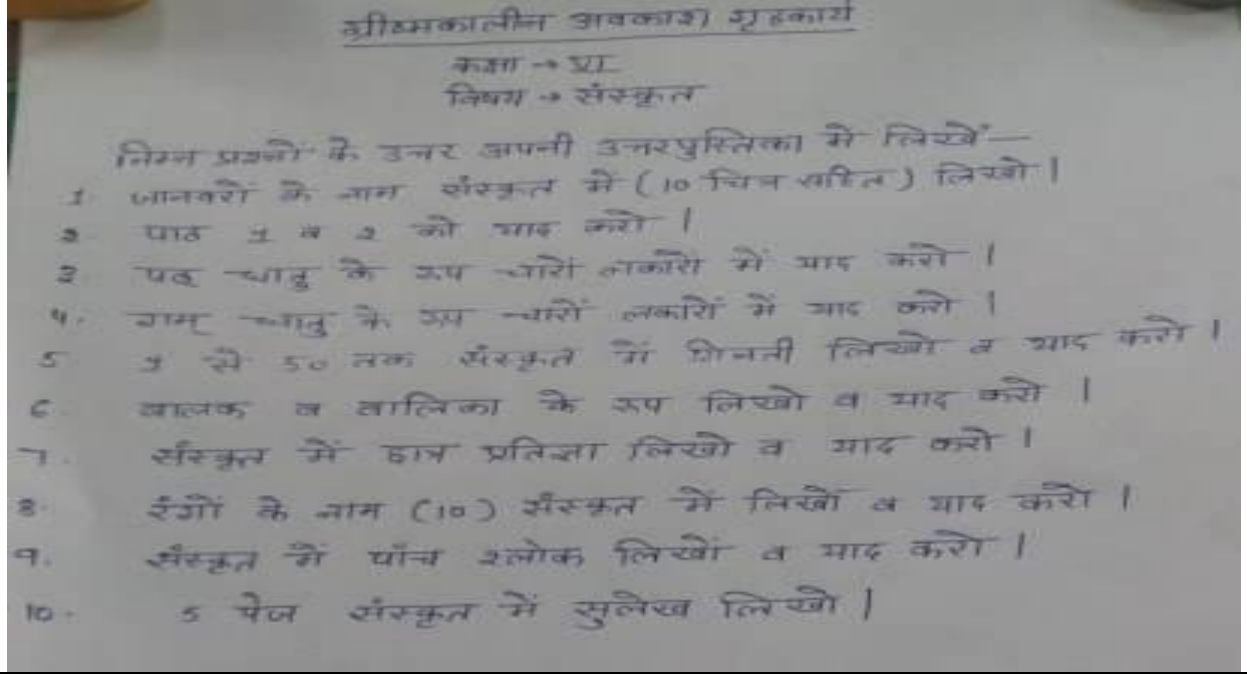 ग्रीष्मकालीन अवकाश गृहकार्य
कक्षा → VI
विषय → संस्कृत
निम्न प्रश्नों के उत्तर अपनी उत्तरपुस्तिका में लिखें—
1. जानवरों के नाम संस्कृत में (10 चित्र सहित) लिखो |
2 पाठ 1 व 2 को याद करो |
3 पठ् धातु के रूप चारों लकारों में याद करो |
4. गम् धातु के रूप चारों लकारों में याद करो |
5 1 से 50 तक संस्कृत में गिनती लिखो व याद करो |
6. बालक व बालिका के रूप लिखो व याद करो |
7. संस्कृत में छात्र प्रतिज्ञा लिखो व याद करो |
8. रंगों के नाम (10) संस्कृत में लिखों व याद करो |
9. संस्कृत में पाँच श्लोक लिखों व याद करो |
10. 5 पेज संस्कृत में सुलेख लिखो |